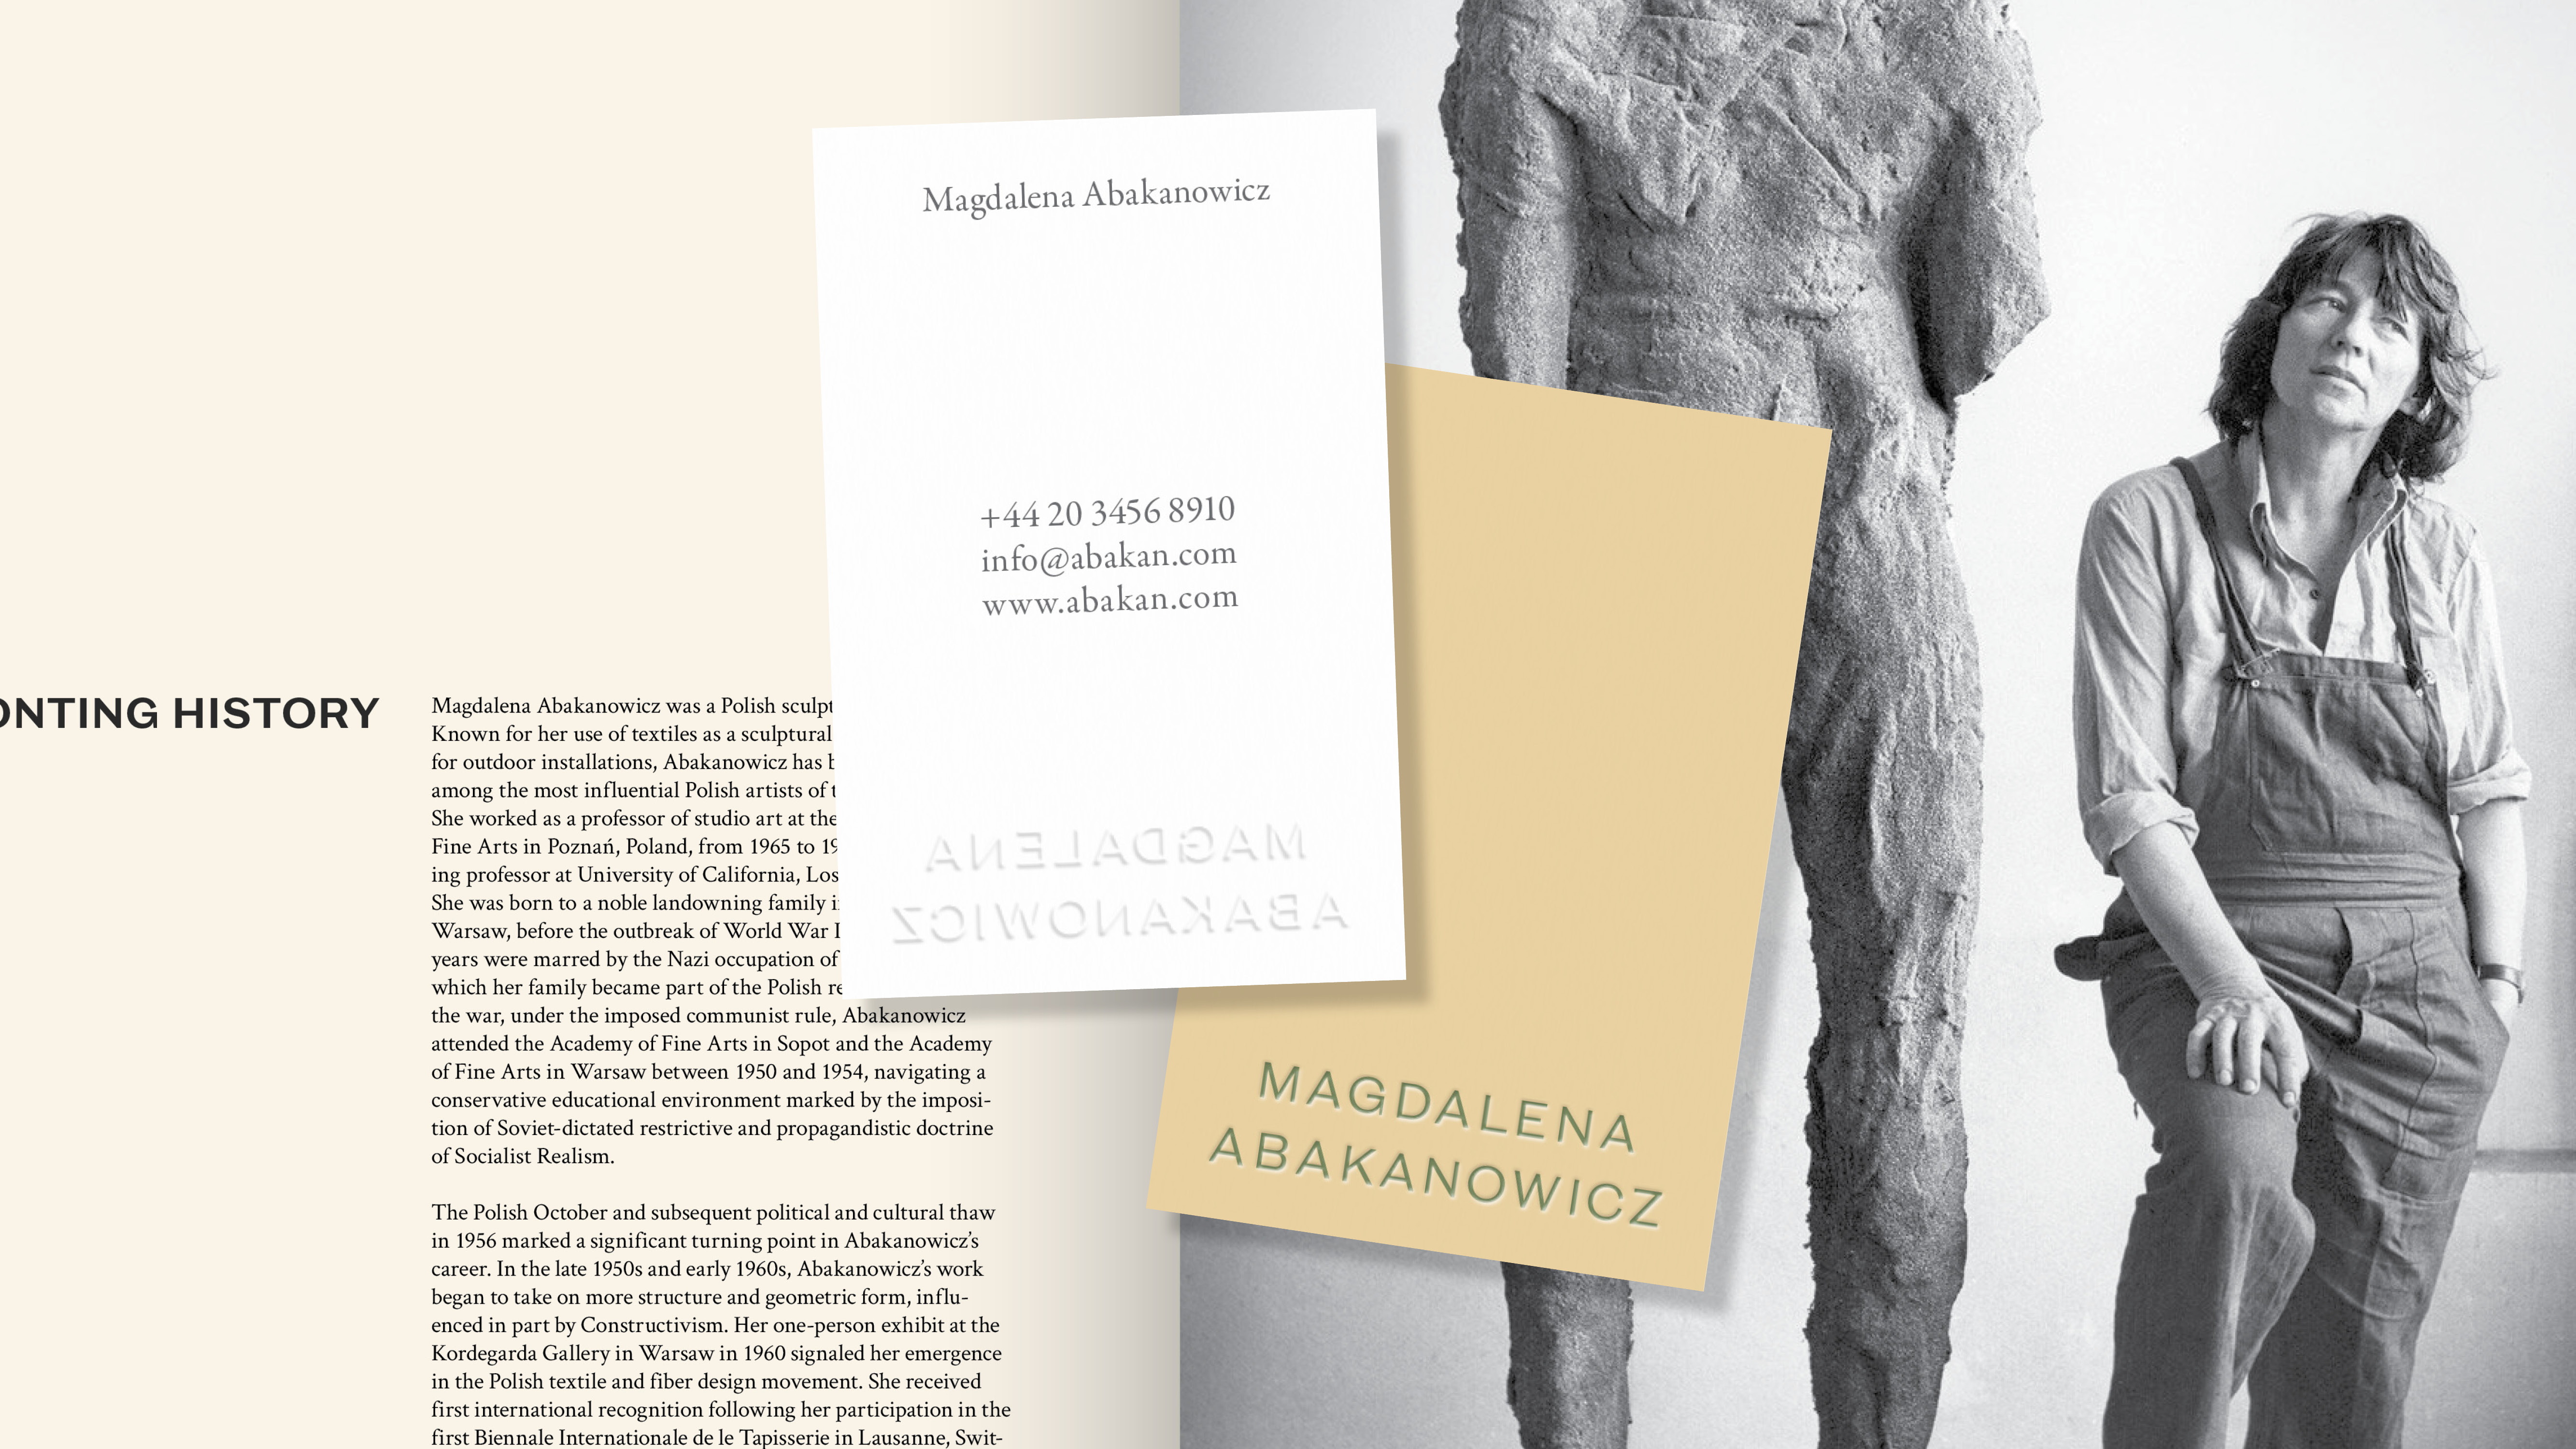 ONTING HISTORY
Magdalena Abakanowicz was a Polish
Known for her use of textiles as a sculptural
for outdoor installations, Abakanowicz has
among the most influential Polish artists of
She worked as a professor of studio art at the
Fine Arts in Poznań, Poland, from 1965 to
ing professor at University of California, Los
She was born to a noble landowning family
Warsaw, before the outbreak of World War
years were marred by the Nazi occupation of
which her family became part of the Polish
the war, under the imposed communist rule, Abakanowicz
attended the Academy of Fine Arts in Sopot and the Academy
of Fine Arts in Warsaw between 1950 and 1954, navigating a
conservative educational environment marked by the imposi-
tion of Soviet-dictated restrictive and propagandistic doctrine
of Socialist Realism.
The Polish October and subsequent political and cultural thaw
in 1956 marked a significant turning point in Abakanowicz’s
career. In the late 1950s and early 1960s, Abakanowicz’s work
began to take on more structure and geometric form, influ-
enced in part by Constructivism. Her one-person exhibit at the
Kordegarda Gallery in Warsaw in 1960 signaled her emergence
in the Polish textile and fiber design movement. She received
first international recognition following her participation in the
first Biennale Internationale de le Tapisserie in Lausanne, Swit-
Magdalena Abakanowicz
+44 20 3456 8910
info@abakan.com
www.abakan.com
MAGDALENA
ABAKANOWICZ
MAGDALENA
ABAKANOWICZ